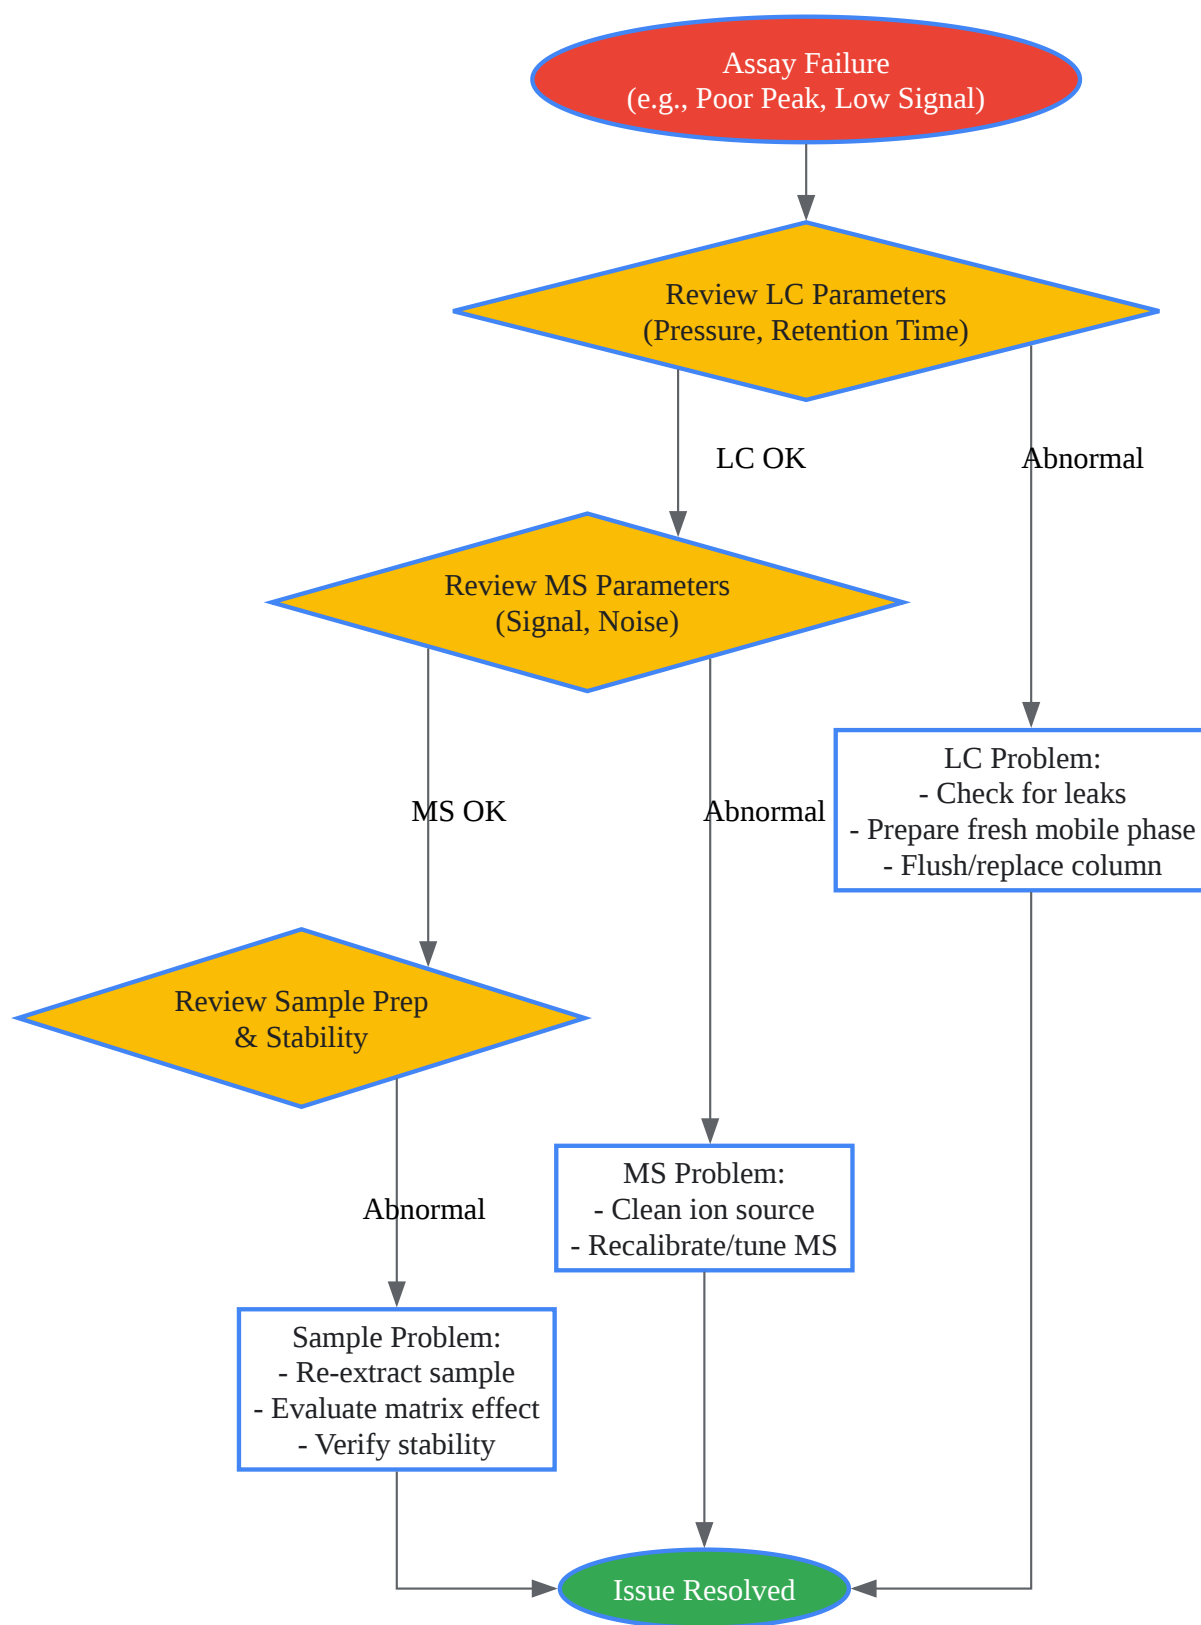 Assay Failure
(e.g., Poor Peak, Low Signal)
Review LC Parameters
(Pressure, Retention Time)
LC OK
Abnormal
Review MS Parameters
(Signal, Noise)
LC Problem:
- Check for leaks
- Prepare fresh mobile phase
- Flush/replace column
MS OK
Abnormal
Review Sample Prep
& Stability
MS Problem:
- Clean ion source
- Recalibrate/tune MS
Abnormal
Sample Problem:
- Re-extract sample
- Evaluate matrix effect
- Verify stability
Issue Resolved